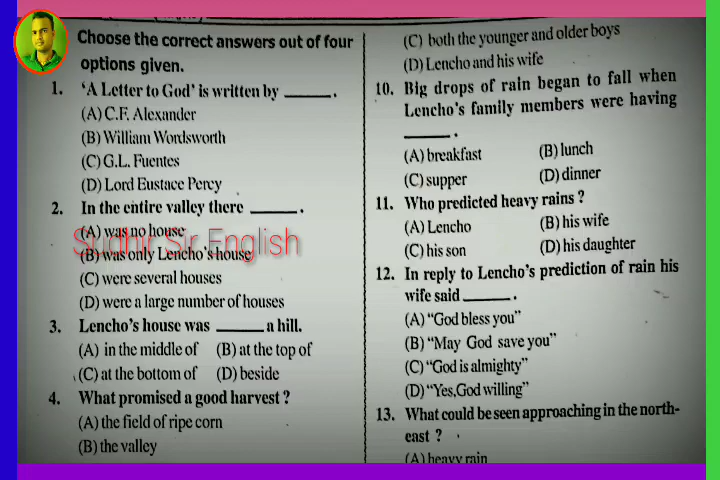 Choose the correct answers out of four
options given.
1. 'A Letter to God' is written by ______.
(A) C.F. Alexander
(B) William Wordsworth
(C) G.L. Fuentes
(D) Lord Eustace Percy
2. In the entire valley there ______.
(A) was no house
(B) was only Lencho's house
Sudhir Sir English
(C) were several houses
(D) were a large number of houses
3. Lencho's house was ______ a hill.
(A) in the middle of (B) at the top of
(C) at the bottom of (D) beside
4. What promised a good harvest ?
(A) the field of ripe corn
(B) the valley
(C) both the younger and older boys
(D) Lencho and his wife
10. Big drops of rain began to fall when
Lencho's family members were having
______.
(A) breakfast (B) lunch
(C) supper (D) dinner
11. Who predicted heavy rains ?
(A) Lencho (B) his wife
(C) his son (D) his daughter
12. In reply to Lencho's prediction of rain his
wife said ______.
(A) "God bless you"
(B) "May God save you"
(C) "God is almighty"
(D) "Yes,God willing"
13. What could be seen approaching in the north-
east ?
(A) heavy rain